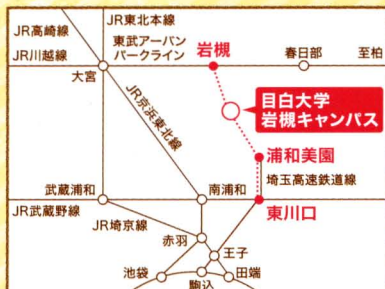 JR東北本線
JR高崎線
東武アーバン
パークライン
岩槻
春日部
至柏
JR川越線
大宮
JR京浜東北線
目白大学
岩槻キャンパス
浦和美園
埼玉高速鉄道線
武蔵浦和
南浦和
東川口
JR武蔵野線
JR埼京線
赤羽
王子
池袋
駒込
田端